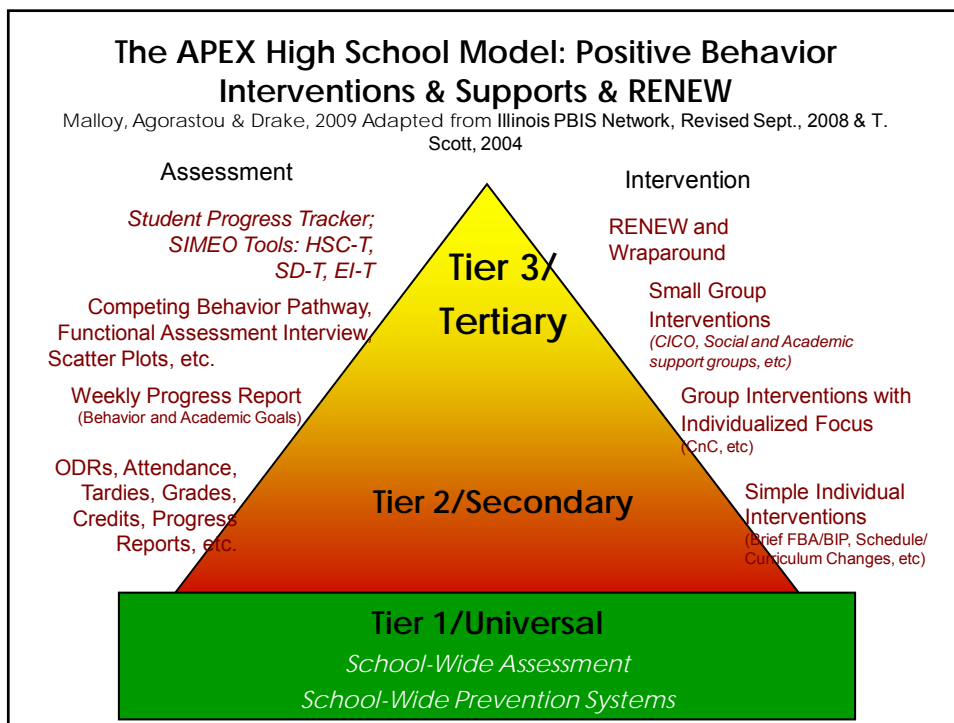 The APEX High School Model: Positive Behavior
Interventions & Supports & RENEW
Malloy, Agorastou & Drake, 2009 Adapted from Illinois PBIS Network, Revised Sept., 2008 & T.
Scott, 2004
Assessment
Student Progress Tracker;
SIMEO Tools: HSC-T,
SD-T, EI-T
Competing Behavior Pathway,
Functional Assessment Interview,
Scatter Plots, etc.
Weekly Progress Report
(Behavior and Academic Goals)
ODRs, Attendance,
Tardies, Grades,
Credits, Progress
Reports, etc.
Tier 3/
Tertiary
Tier 2/Secondary
Intervention
RENEW and
Wraparound
Small Group
Interventions
(CICO, Social and Academic
support groups, etc)
Group Interventions with
Individualized Focus
(CnC, etc)
Simple Individual
Interventions
(Brief FBA/BIP, Schedule/
Curriculum Changes, etc)
Tier 1/Universal
School-Wide Assessment
School-Wide Prevention Systems